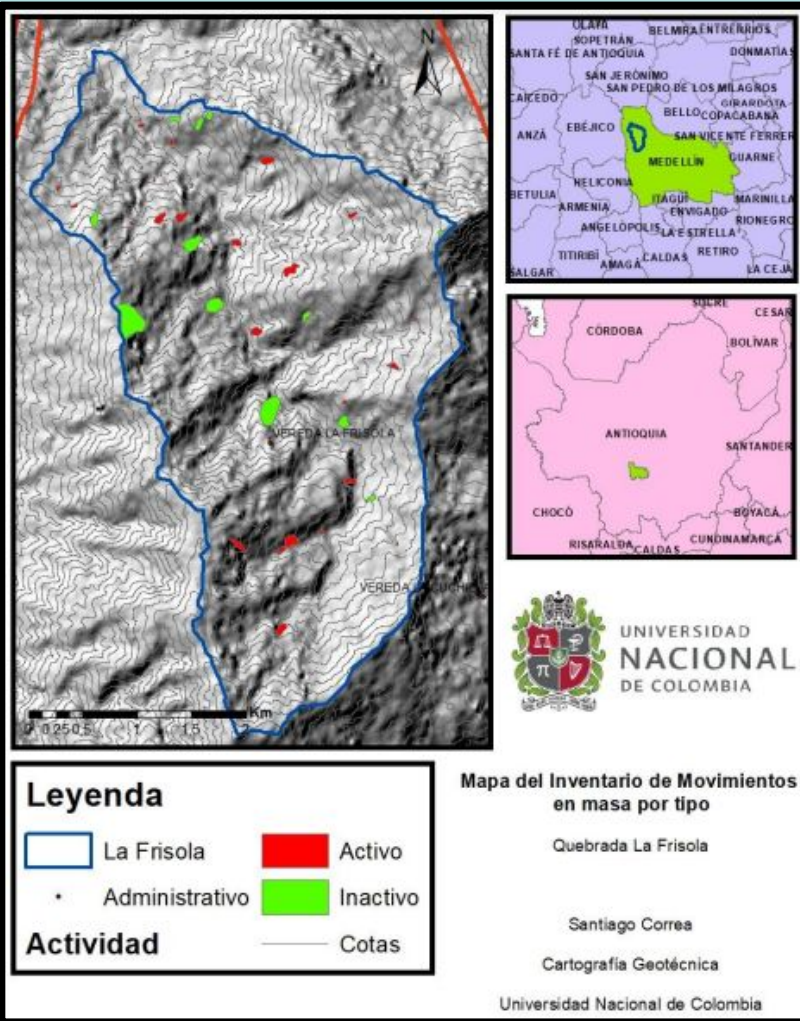 N
VEREDA LA FRISOLA
Km
0 0.25 0.5 1 1.5 2
OLAYA
BELMIRA
ENTRERRIOS
SOPETRÁN
SANTA FÉ DE ANTIOQUIA
DONMATÍAS
SAN JERÓNIMO
SAN PEDRO DE LOS MILAGROS
CAICEDO
GIRARDOTA
BELLO
COPACABANA
EBÉJICO
ANZÁ
SAN VICENTE FERRER
MEDELLÍN
GUARNE
HELICONIA
BETULIA
ITAGUÍ
MARINILLA
ARMENIA
ENVIGADO
RIONEGRO
ANGELÓPOLIS
LA ESTRELLA
TITIRIBÍ
CALDAS
RETIRO
AMAGÁ
SALGAR
LA CEJA
SUCRE
CESAR
CÓRDOBA
BOLÍVAR
ANTIOQUIA
SANTANDER
CHOCÓ
BOYACÁ
RISARALDA
CALDAS
CUNDINAMARCA
UNIVERSIDAD
NACIONAL
DE COLOMBIA
Leyenda
La Frisola
Activo
Administrativo
Inactivo
Actividad
Cotas
Mapa del Inventario de Movimientos
en masa por tipo
Quebrada La Frisola
Santiago Correa
Cartografía Geotécnica
Universidad Nacional de Colombia